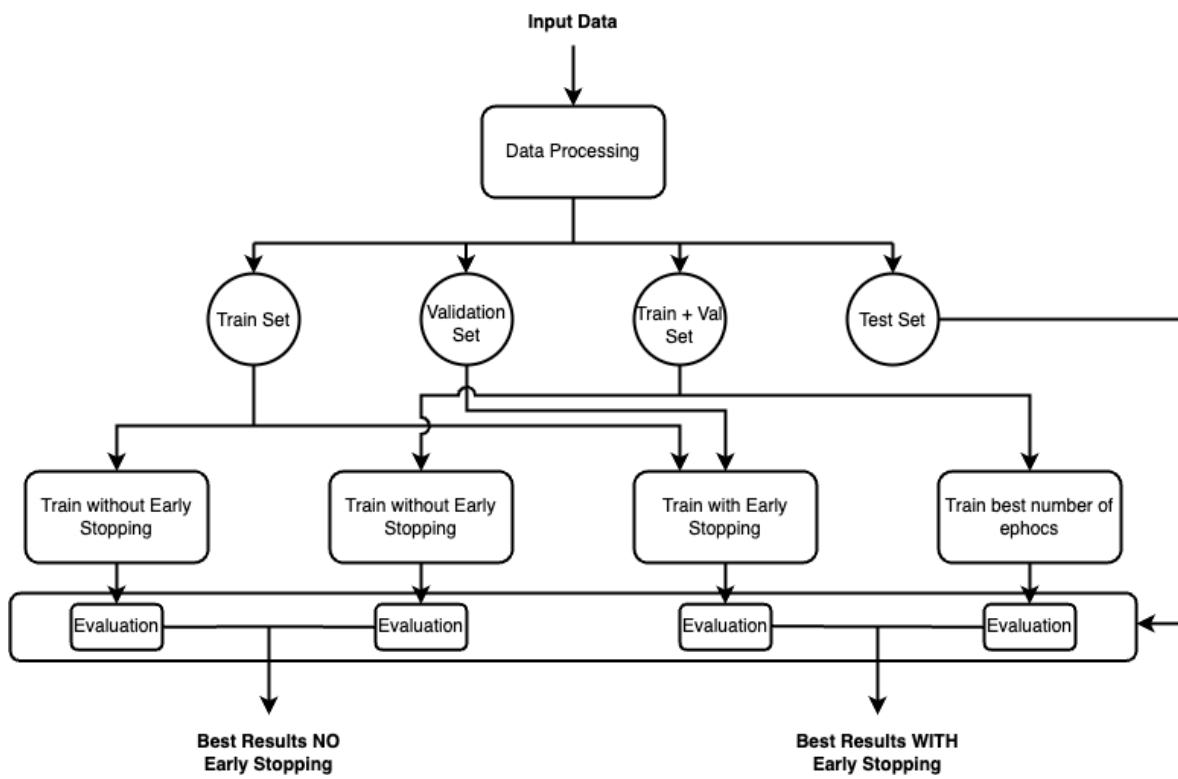 Input Data
Data Processing
Train Set
Validation
Set
Train + Val
Set
Test Set
Train without Early
Stopping
Train without Early
Stopping
Train with Early
Stopping
Train best number of
ephocs
Evaluation
Evaluation
Evaluation
Evaluation
Best Results NO
Early Stopping
Best Results WITH
Early Stopping